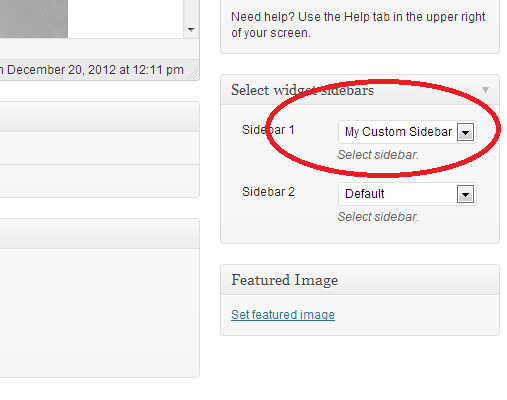 Need help? Use the Help tab in the upper right
of your screen.
December 20, 2012 at 12:11 pm
Select widget sidebars
Sidebar 1
My Custom Sidebar
Select sidebar.
Sidebar 2
Default
Select sidebar.
Featured Image
Set featured image